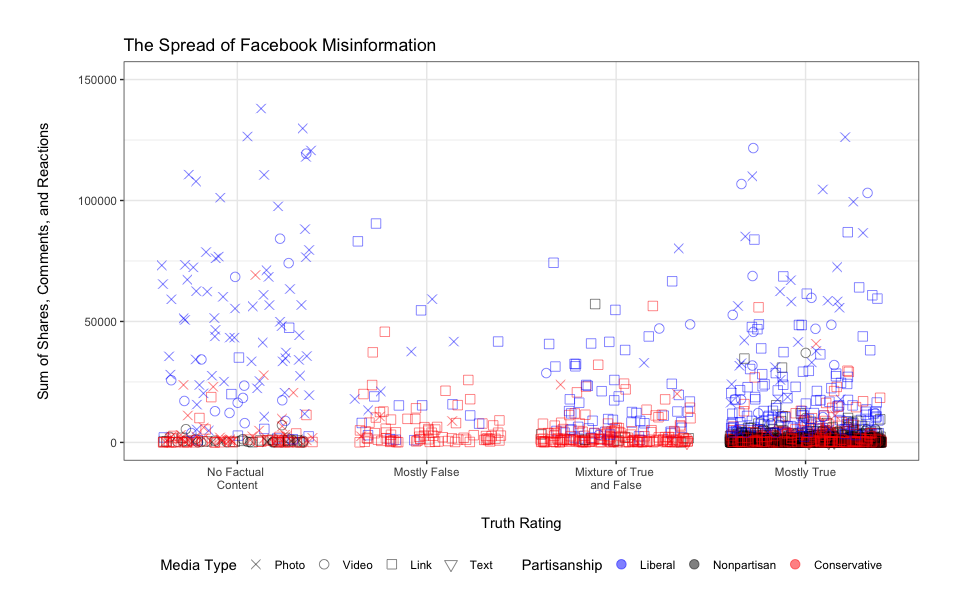 The Spread of Facebook Misinformation
Sum of Shares, Comments, and Reactions
150000
100000
50000
0
No Factual
Content
Mostly False
Mixture of True
and False
Mostly True
Truth Rating
Media Type Photo Video Link Text Partisanship Liberal Nonpartisan Conservative